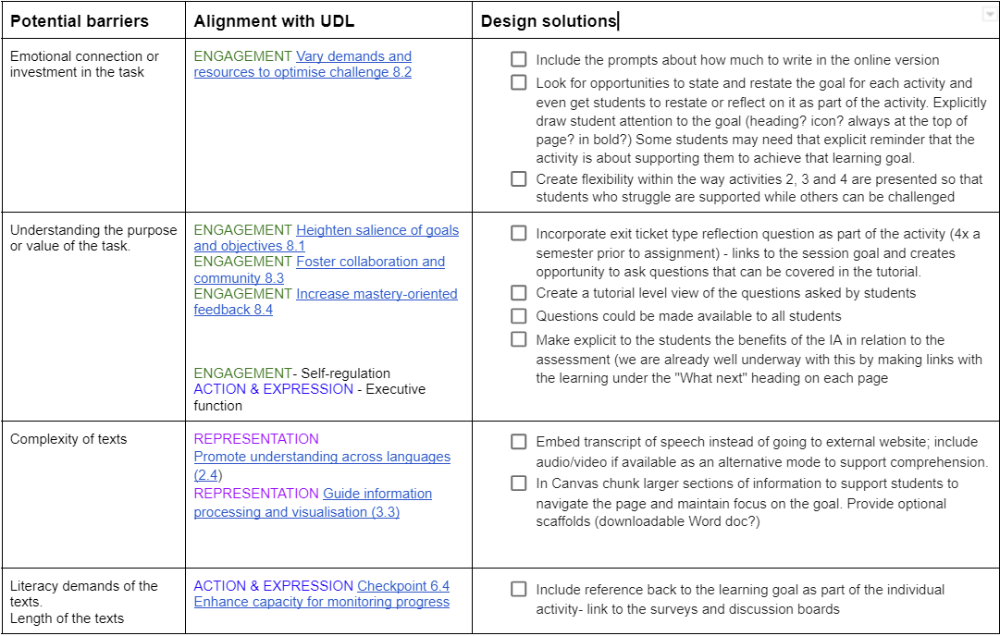 Potential barriers
Alignment with UDL
Design solutions
Emotional connection or
investment in the task
ENGAGEMENT Vary demands and
resources to optimise challenge 8.2
Include the prompts about how much to write in the online version
Look for opportunities to state and restate the goal for each activity and
even get students to restate or reflect on it as part of the activity. Explicitly
draw student attention to the goal (heading? icon? always at the top of
page? in bold?) Some students may need that explicit reminder that the
activity is about supporting them to achieve that learning goal.
Create flexibility within the way activities 2, 3 and 4 are presented so that
students who struggle are supported while others can be challenged
Understanding the purpose
or value of the task.
ENGAGEMENT Heighten salience of goals
and objectives 8.1
ENGAGEMENT Foster collaboration and
community 8.3
ENGAGEMENT Increase mastery-oriented
feedback 8.4
ENGAGEMENT- Self-regulation
ACTION & EXPRESSION - Executive
function
Incorporate exit ticket type reflection question as part of the activity (4x a
semester prior to assignment) - links to the session goal and creates
opportunity to ask questions that can be covered in the tutorial.
Create a tutorial level view of the questions asked by students
Questions could be made available to all students
Make explicit to the students the benefits of the IA in relation to the
assessment (we are already well underway with this by making links with
the learning under the "What next" heading on each page
Complexity of texts
REPRESENTATION
Promote understanding across languages
(2.4)
REPRESENTATION Guide information
processing and visualisation (3.3)
Embed transcript of speech instead of going to external website; include
audio/video if available as an alternative mode to support comprehension.
In Canvas chunk larger sections of information to support students to
navigate the page and maintain focus on the goal. Provide optional
scaffolds (downloadable Word doc?)
Literacy demands of the
texts.
Length of the texts
ACTION & EXPRESSION Checkpoint 6.4
Enhance capacity for monitoring progress
Include reference back to the learning goal as part of the individual
activity- link to the surveys and discussion boards